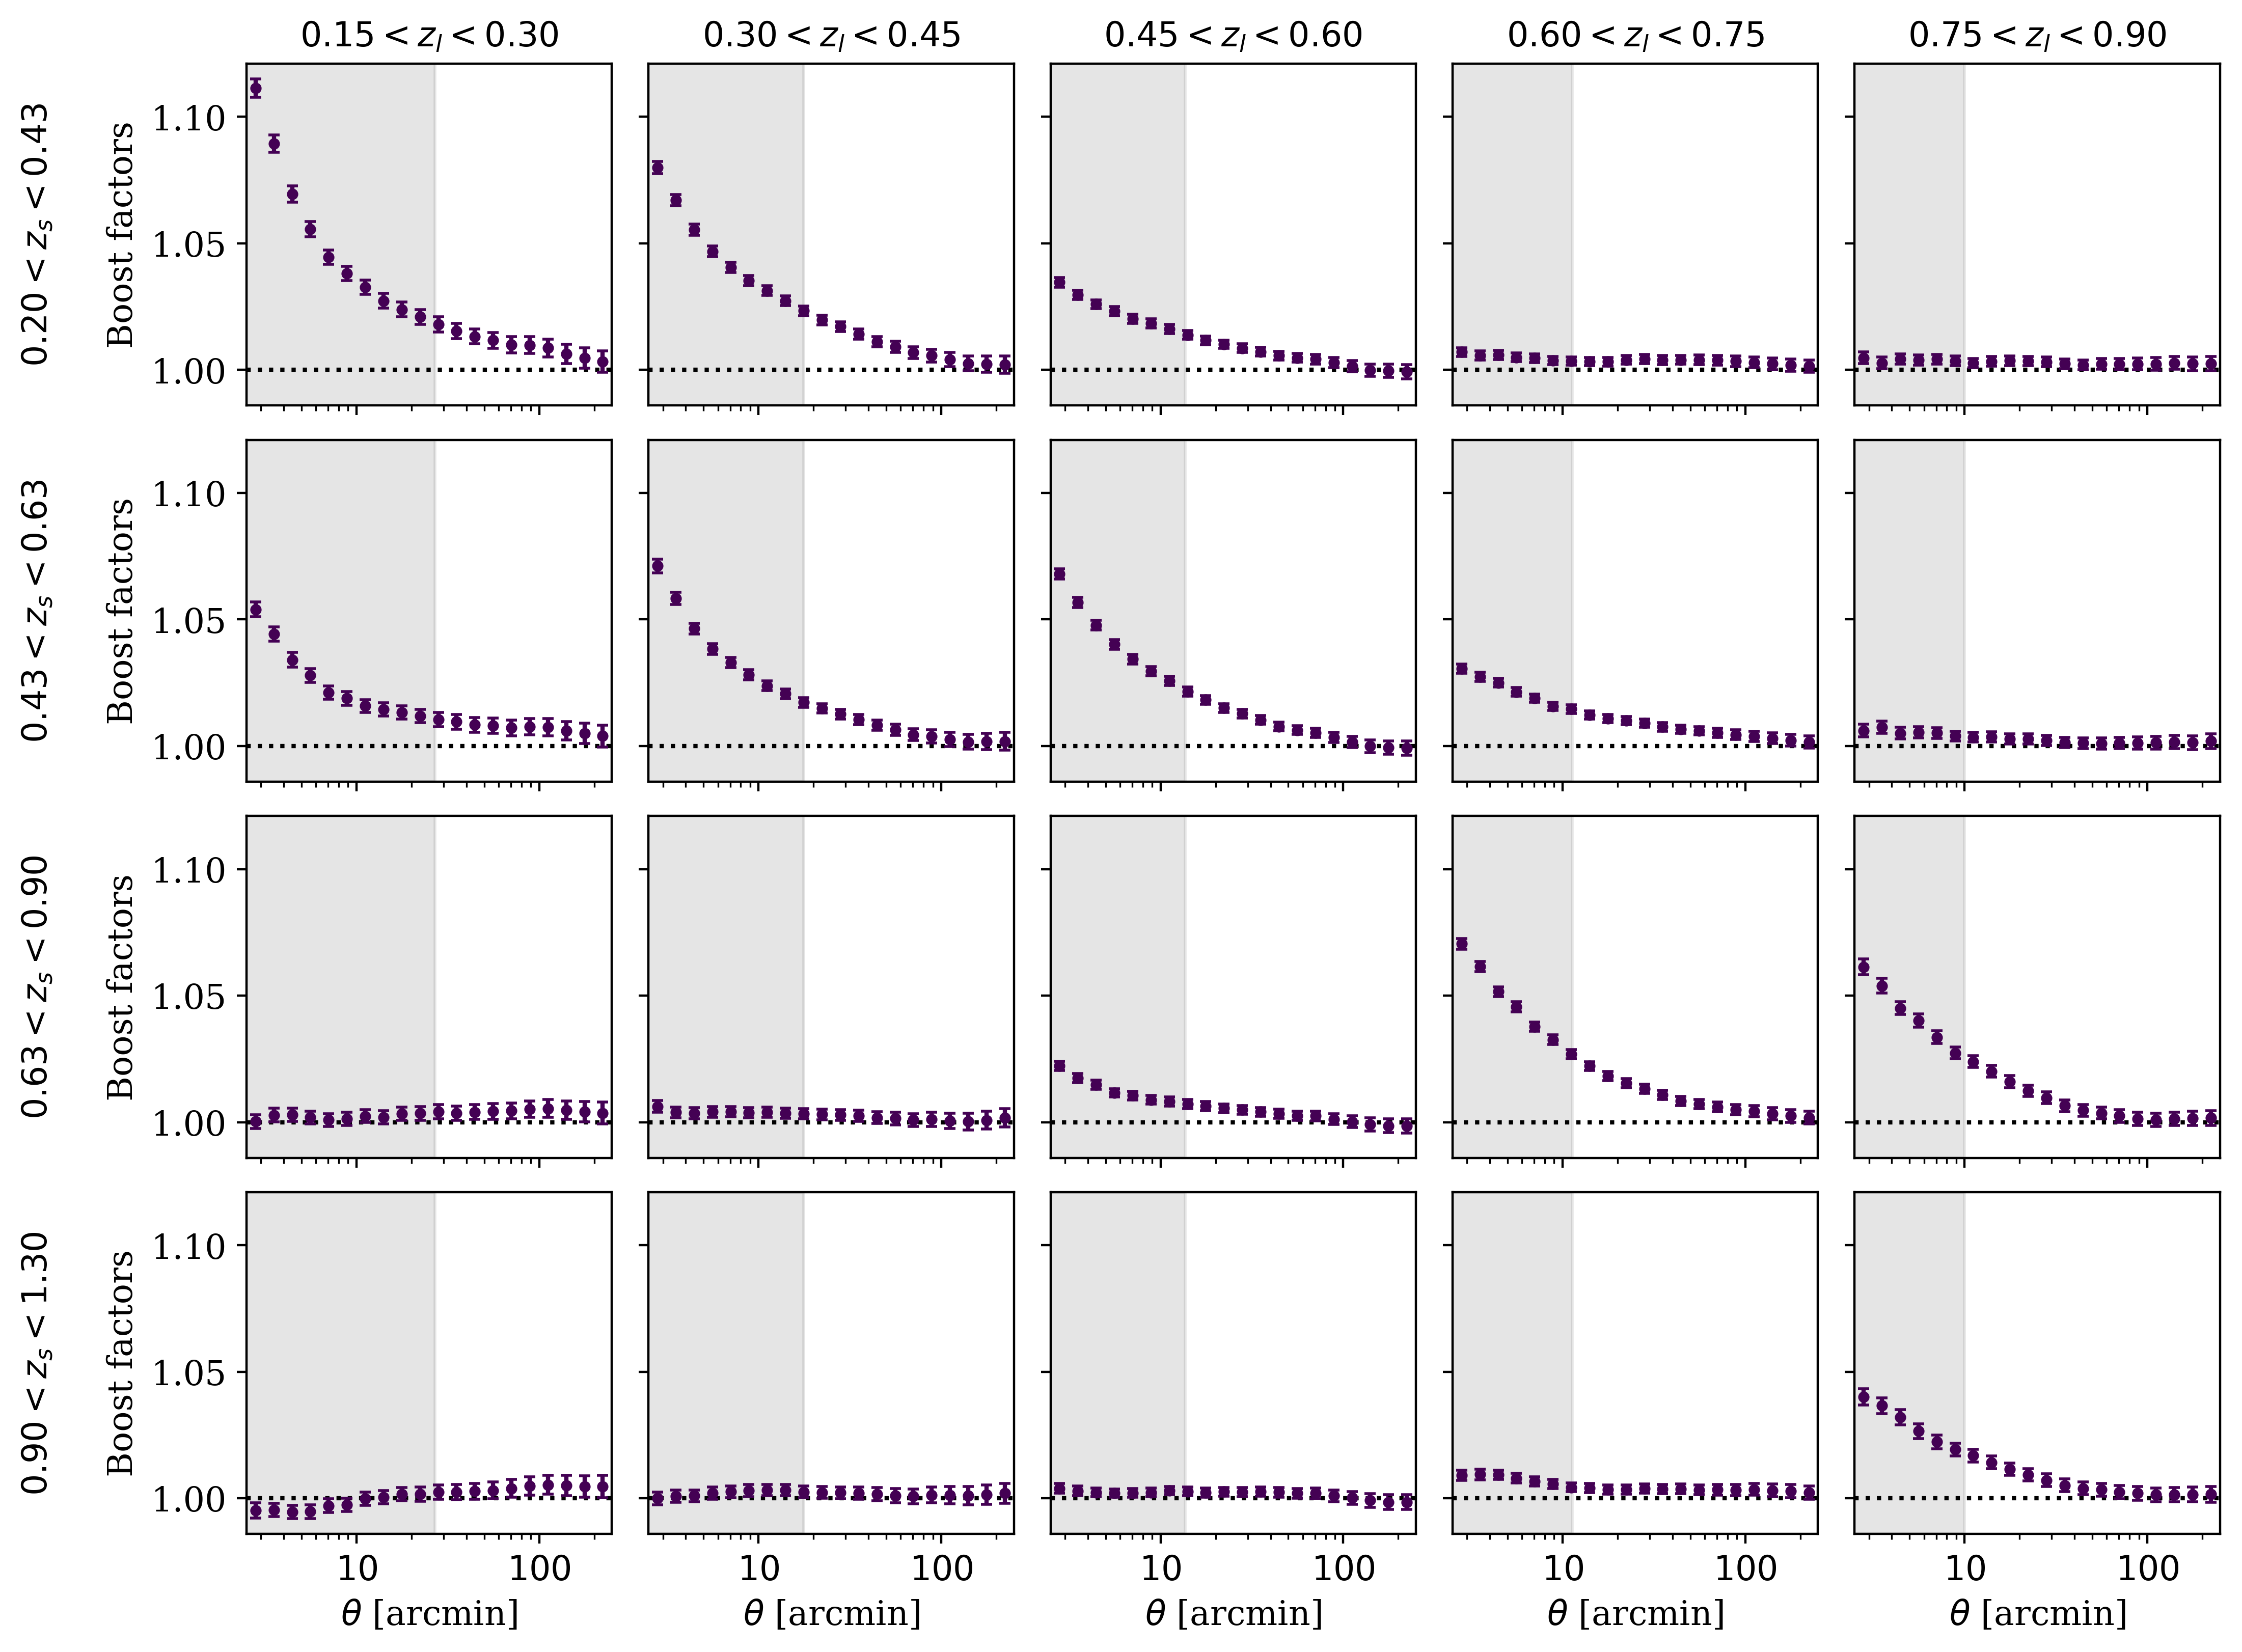 0.15 < z_l < 0.30 0.30 < z_l < 0.45 0.45 < z_l < 0.60 0.60 < z_l < 0.75 0.75 < z_l < 0.90
0.20 < z_s < 0.43
Boost factors
1.10
1.05
1.00
0.43 < z_s < 0.63
Boost factors
1.10
1.05
1.00
0.63 < z_s < 0.90
Boost factors
1.10
1.05
1.00
0.90 < z_s < 1.30
Boost factors
1.10
1.05
1.00
10 100 10 100 10 100 10 100 10 100
θ [arcmin] θ [arcmin] θ [arcmin] θ [arcmin] θ [arcmin]